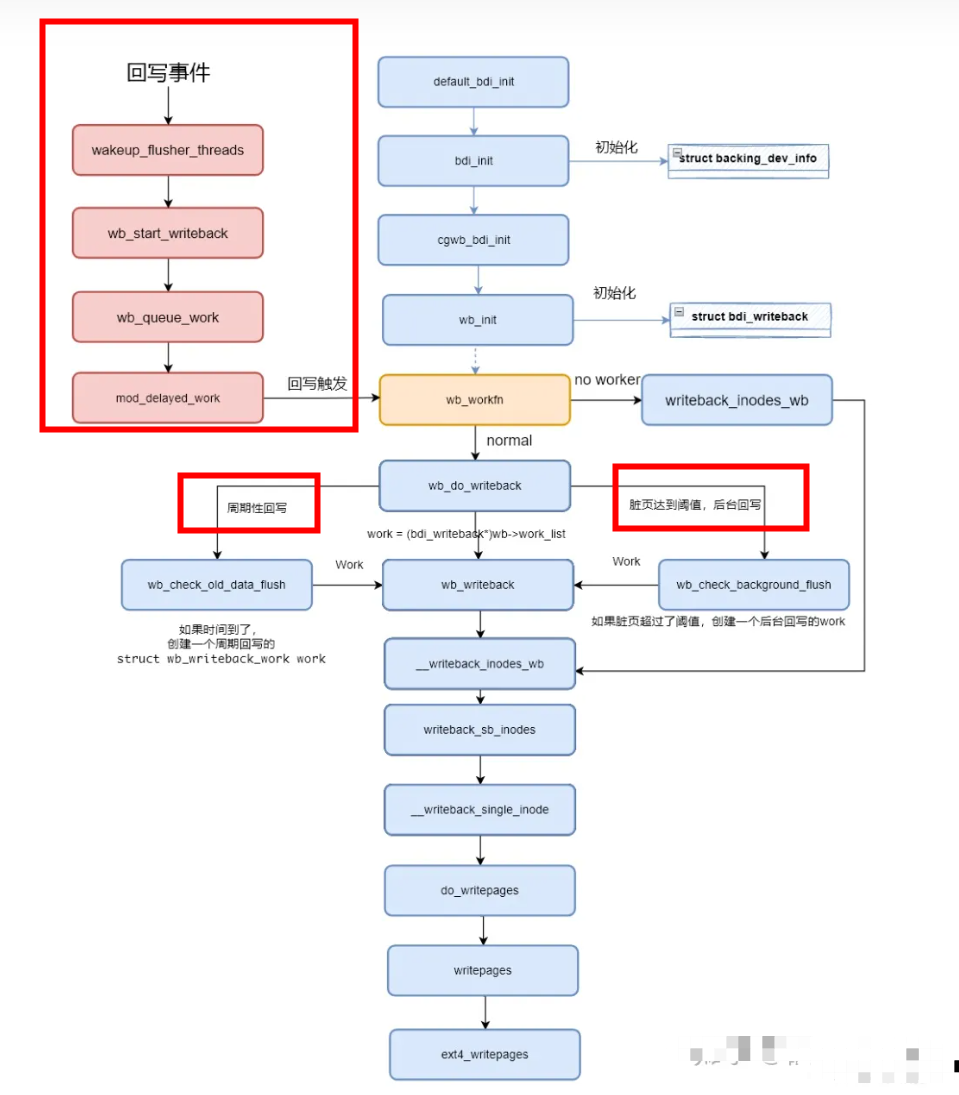 回写事件
default_bdi_init
wakeup_flusher_threads
bdi_init
初始化
struct backing_dev_info
wb_start_writeback
cgwb_bdi_init
wb_queue_work
wb_init
初始化
struct bdi_writeback
mod_delayed_work
回写触发
wb_workfn
no worker
writeback_inodes_wb
normal
wb_do_writeback
周期性回写
脏页达到阈值，后台回写
work = (bdi_writeback*)wb->work_list
wb_check_old_data_flush
Work
wb_writeback
Work
wb_check_background_flush
如果时间到了，
创建一个周期回写的
struct wb_writeback_work work
如果脏页超过了阈值，创建一个后台回写的work
__writeback_inodes_wb
writeback_sb_inodes
__writeback_single_inode
do_writepages
writepages
ext4_writepages